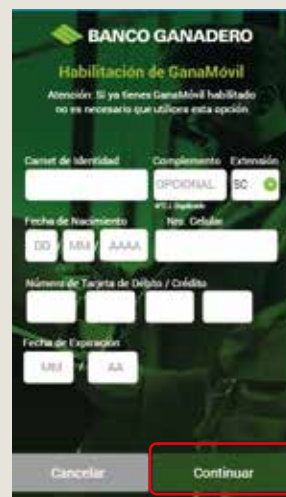 BANCO GANADERO
Habilitación de GanaMóvil
Atención: Si ya tienes GanaMóvil habilitado
no es necesario que utilices esta opción
Carnet de Identidad Complemento Extensión
OPCIONAL SC
Fecha de Nacimiento Nro. Celular
DD / MM / AAAA
Número de Tarjeta de Débito / Crédito
Fecha de Expiración
MM / AA
Cancelar Continuar